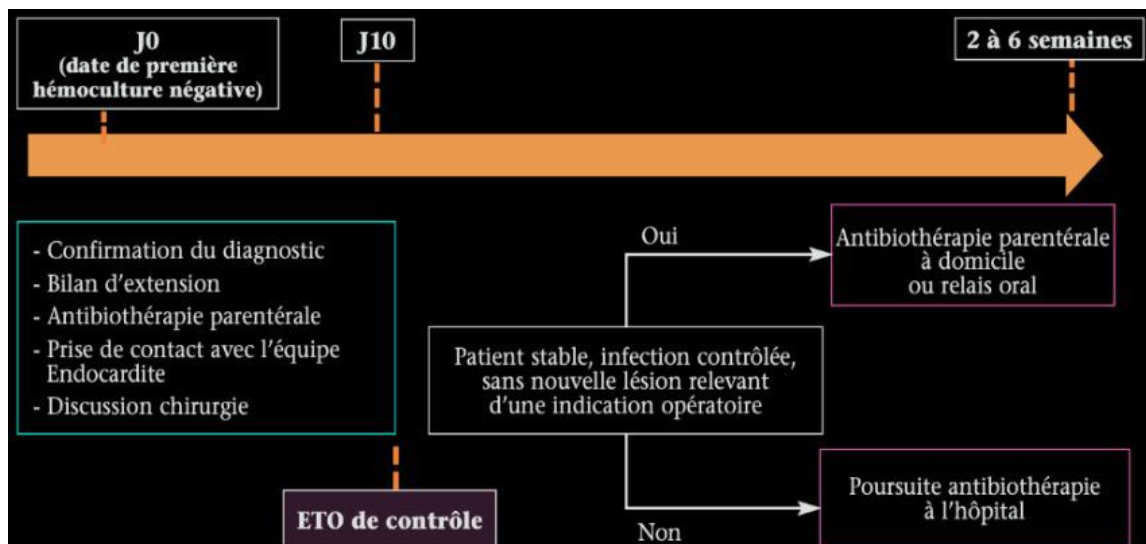 J0
(date de première
hémoculture négative)
J10
2 à 6 semaines
- Confirmation du diagnostic
- Bilan d’extension
- Antibiothérapie parentérale
- Prise de contact avec l’équipe
Endocardite
- Discussion chirurgie
ETO de contrôle
Patient stable, infection contrôlée,
sans nouvelle lésion relevant
d’une indication opératoire
Oui
Antibiothérapie parentérale
à domicile
ou relais oral
Non
Poursuite antibiothérapie
à l’hôpital